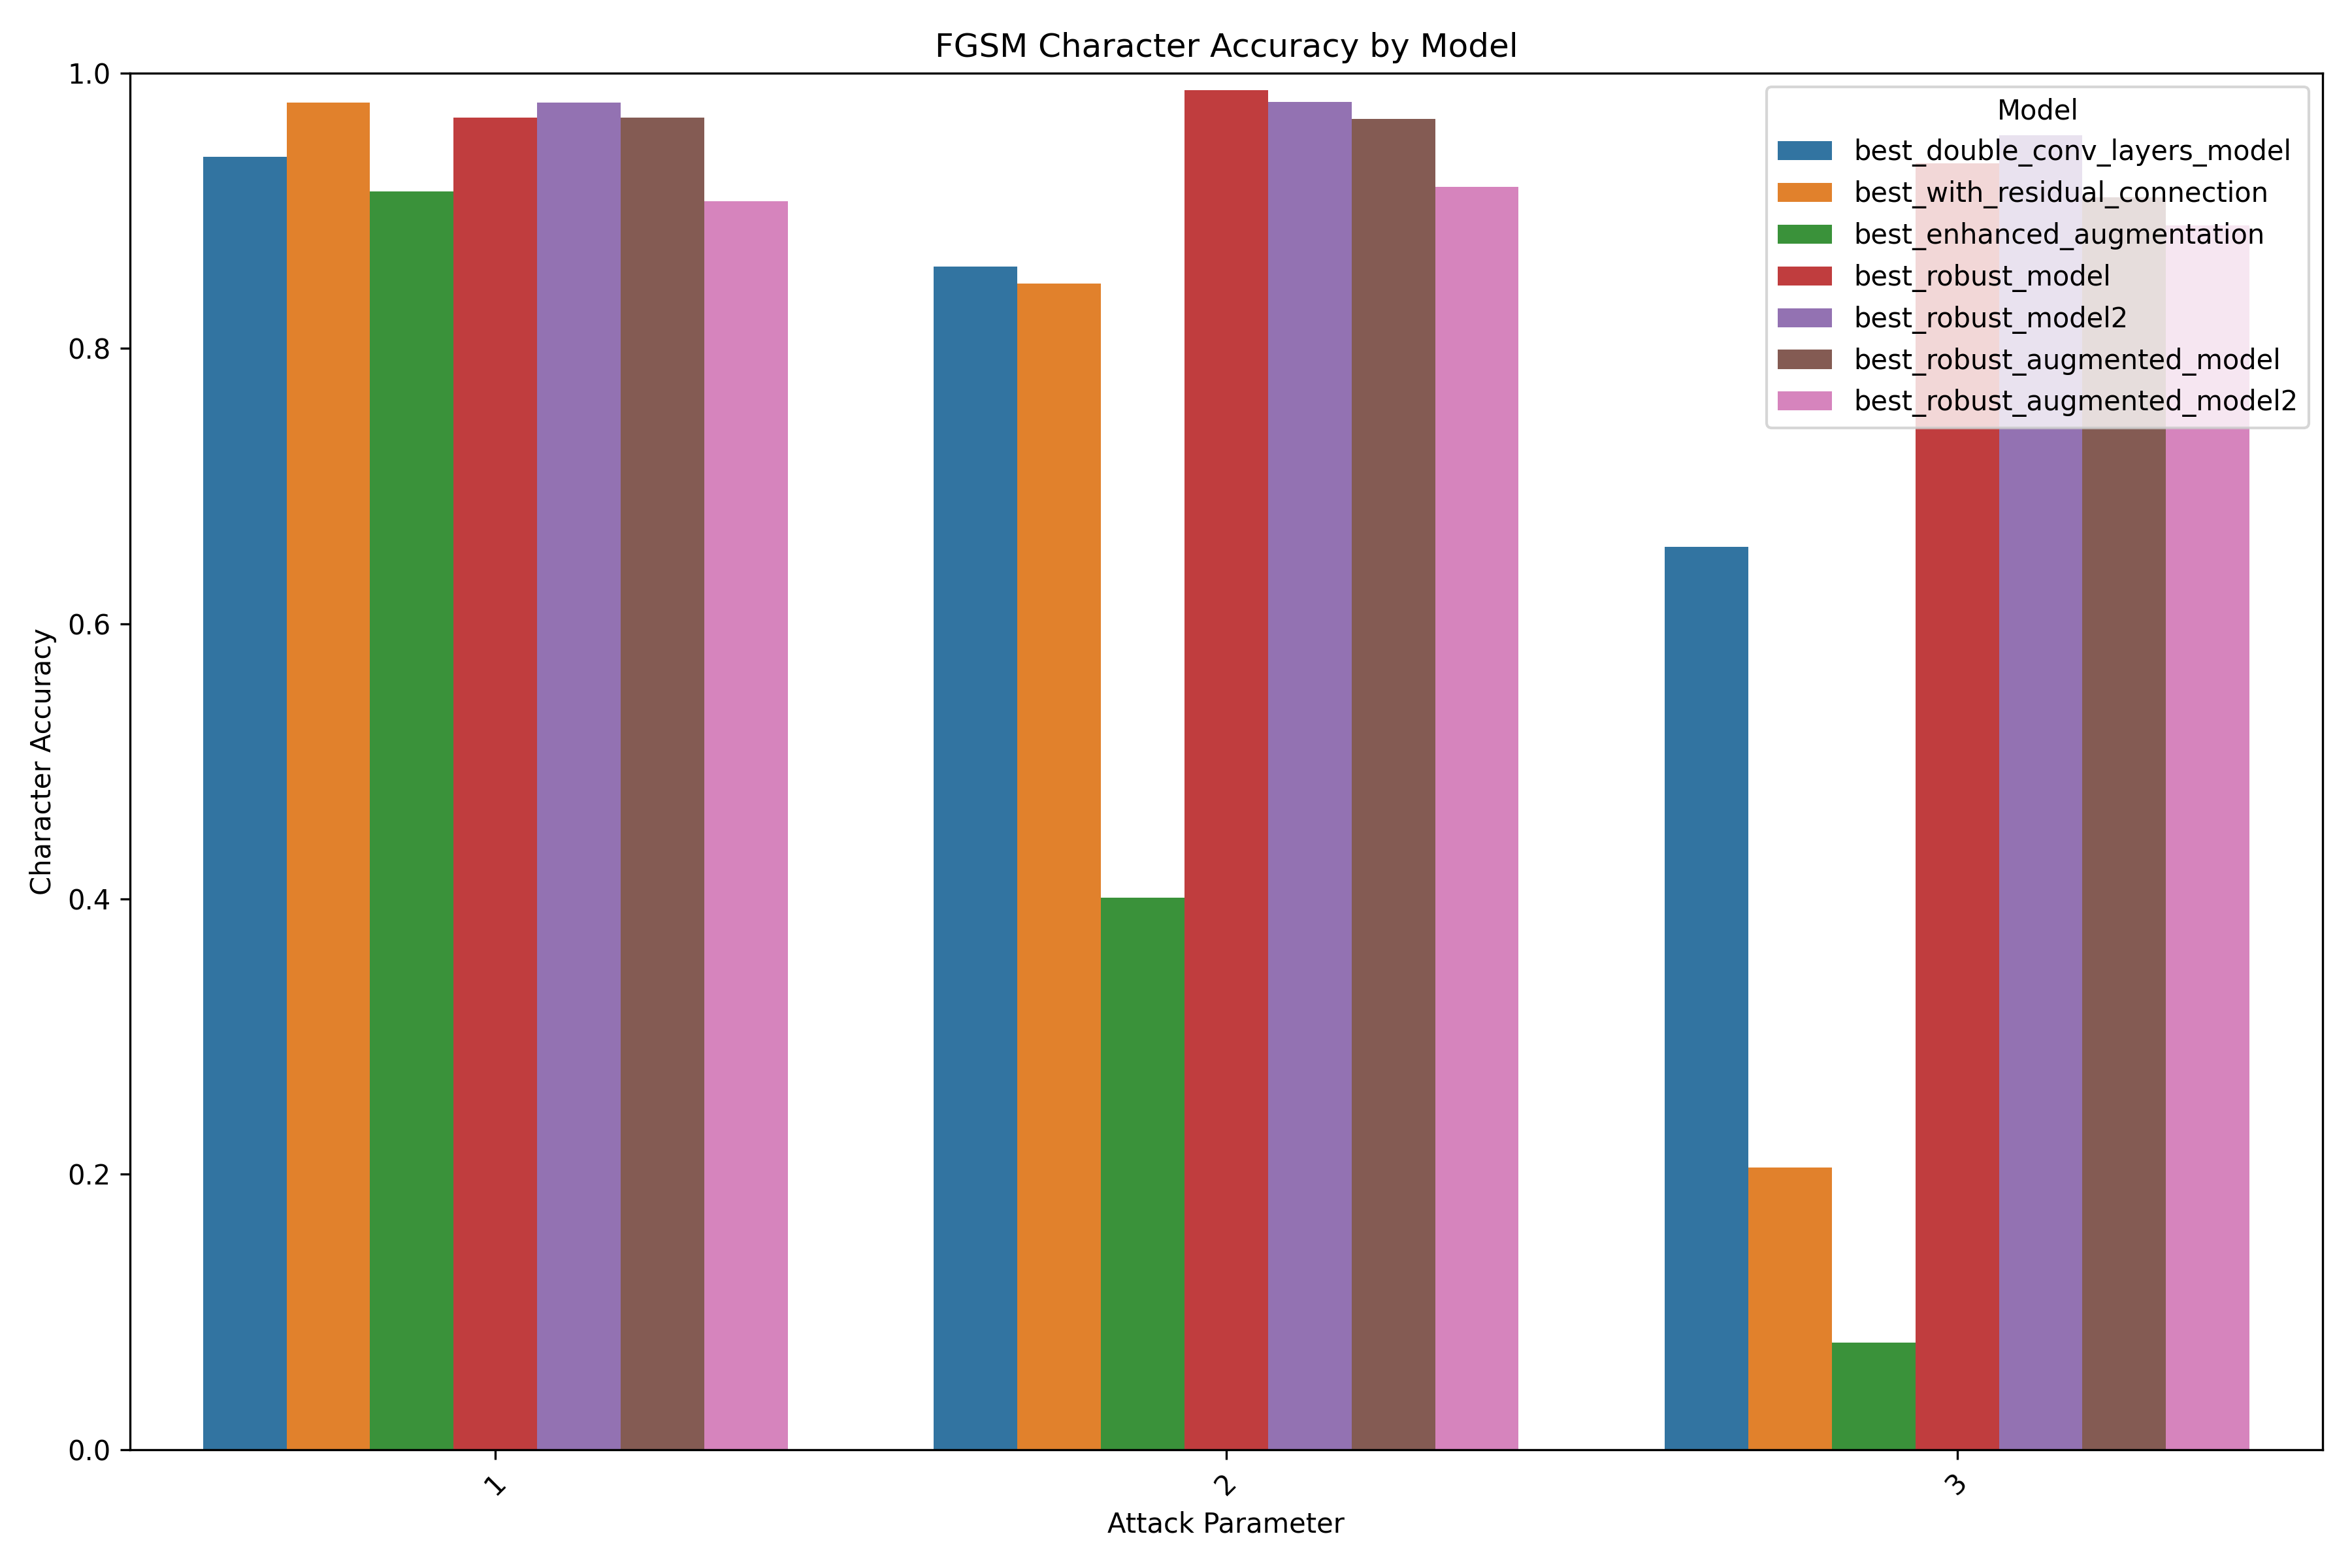 FGSM Character Accuracy by Model
Character Accuracy
1.0
0.8
0.6
0.4
0.2
0.0
Model
best_double_conv_layers_model
best_with_residual_connection
best_enhanced_augmentation
best_robust_model
best_robust_model2
best_robust_augmented_model
best_robust_augmented_model2
1
2
3
Attack Parameter